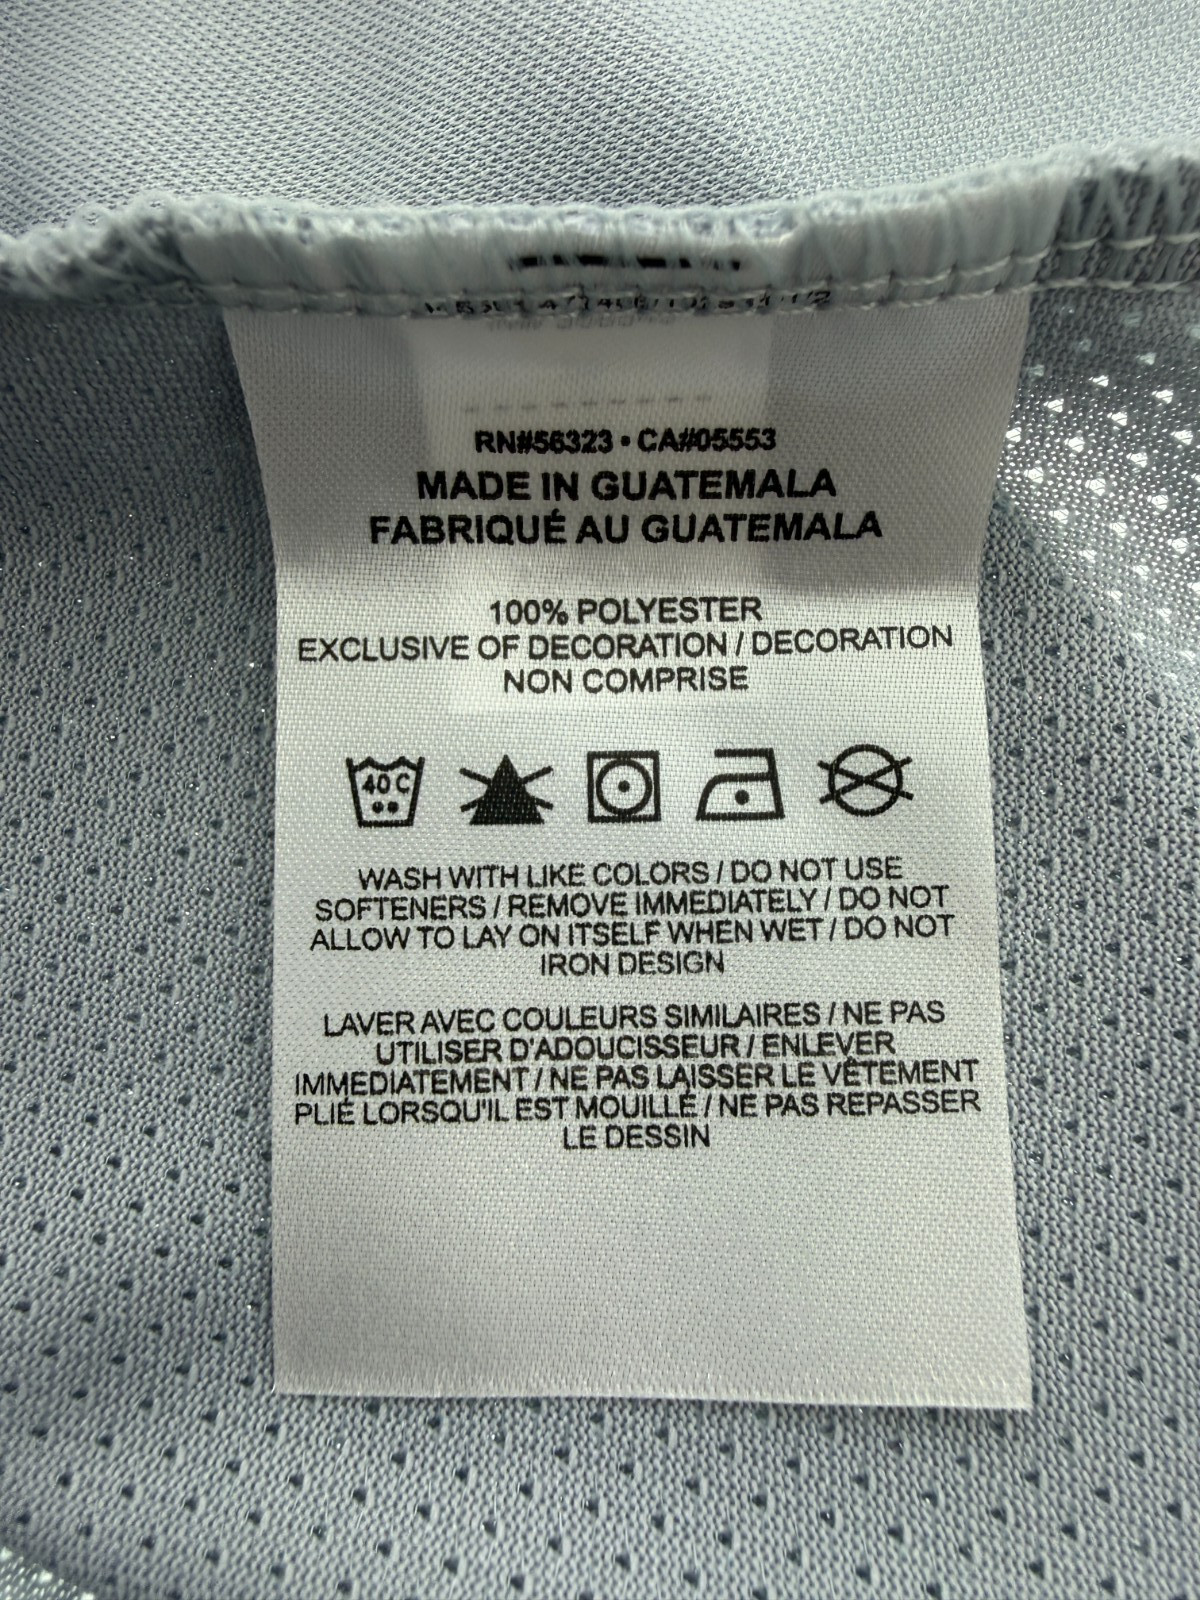 RN#56323 • CA#05553
MADE IN GUATEMALA
FABRIQUÉ AU GUATEMALA
100% POLYESTER
EXCLUSIVE OF DECORATION / DECORATION
NON COMPRISE
40 C
WASH WITH LIKE COLORS / DO NOT USE
SOFTENERS / REMOVE IMMEDIATELY / DO NOT
ALLOW TO LAY ON ITSELF WHEN WET / DO NOT
IRON DESIGN
LAVER AVEC COULEURS SIMILAIRES / NE PAS
UTILISER D'ADOUCISSEUR / ENLEVER
IMMEDIATEMENT / NE PAS LAISSER LE VÊTEMENT
PLIÉ LORSQU'IL EST MOUILLÉ / NE PAS REPASSER
LE DESSIN